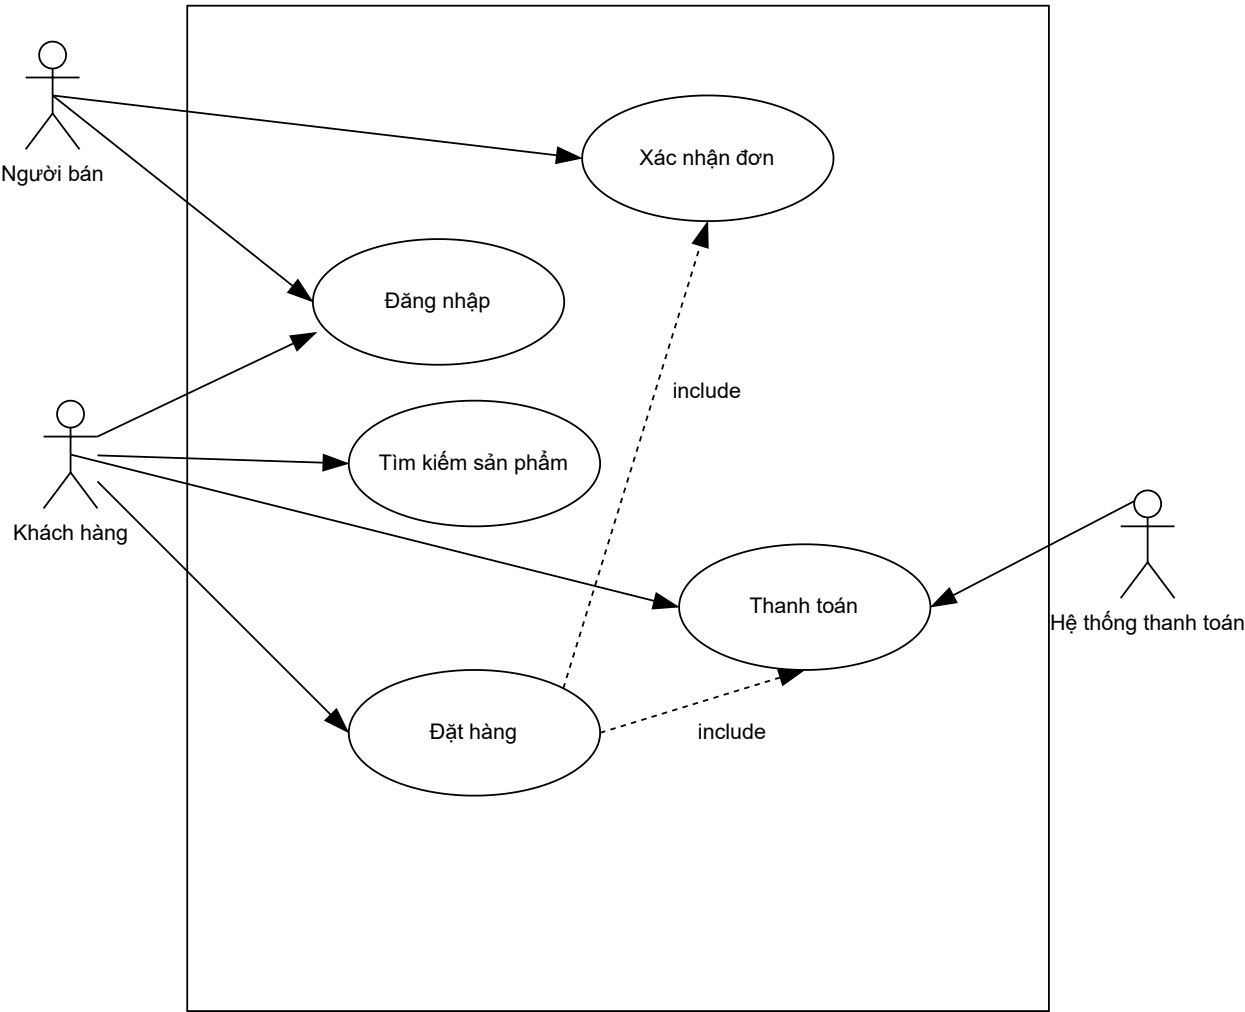 Xác nhận đơn
Người bán
Đăng nhập
include
Tìm kiếm sản phẩm
Khách hàng
Thanh toán
Hệ thống thanh toán
Đặt hàng
include